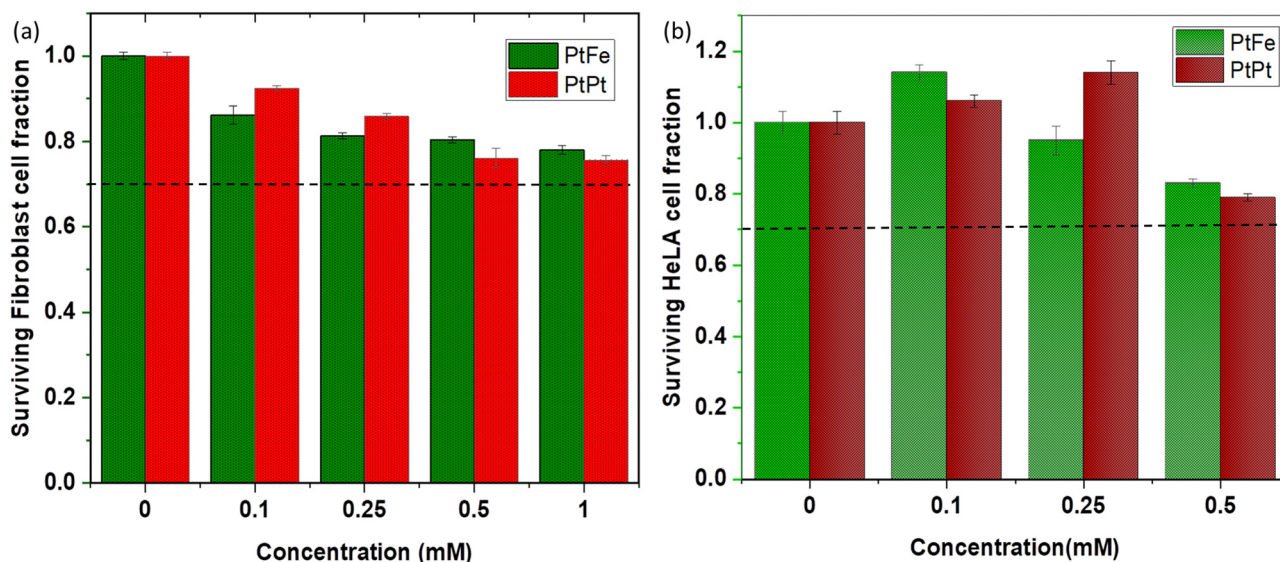 (a)
PtFe
PtPt
Surviving Fibroblast cell fraction
1.0
0.8
0.6
0.4
0.2
0.0
0 0.1 0.25 0.5 1
Concentration (mM)
(b)
PtFe
PtPt
Surviving HeLA cell fraction
1.2
1.0
0.8
0.6
0.4
0.2
0.0
0 0.1 0.25 0.5
Concentration(mM)